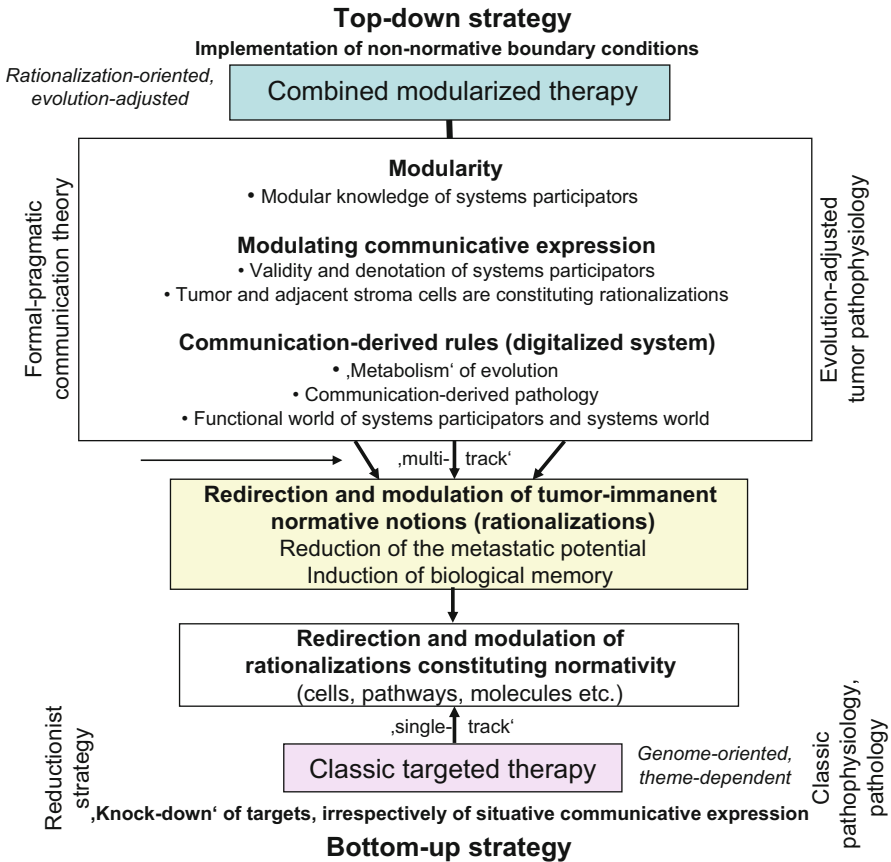 Top-down strategy
Implementation of non-normative boundary conditions
Rationalization-oriented,
evolution-adjusted
Combined modularized therapy
Formal-pragmatic
communication theory
Modularity
• Modular knowledge of systems participators
Modulating communicative expression
• Validity and denotation of systems participators
• Tumor and adjacent stroma cells are constituting rationalizations
Communication-derived rules (digitalized system)
• ‚Metabolism‘ of evolution
• Communication-derived pathology
• Functional world of systems participators and systems world
Evolution-adjusted
tumor pathophysiology
‚multi- track‘
Redirection and modulation of tumor-immanent
normative notions (rationalizations)
Reduction of the metastatic potential
Induction of biological memory
Redirection and modulation of
rationalizations constituting normativity
(cells, pathways, molecules etc.)
‚single- track‘
Reductionist
strategy
Classic targeted therapy
Genome-oriented,
theme-dependent
Classic
pathophysiology,
pathology
‚Knock-down‘ of targets, irrespectively of situative communicative expression
Bottom-up strategy